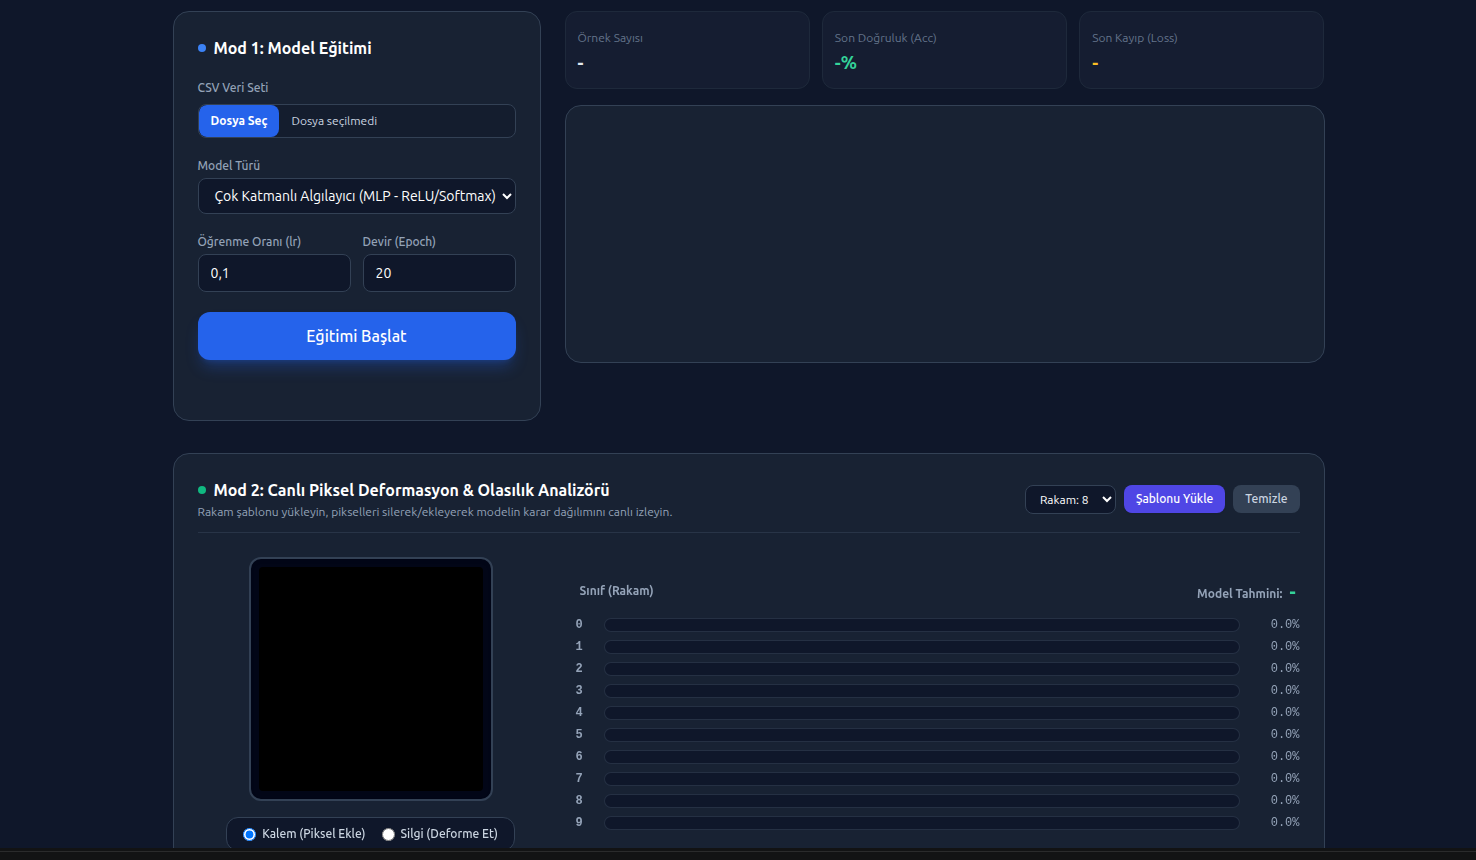 Mod 1: Model Eğitimi
CSV Veri Seti
Dosya Seç Dosya seçilmedi
Model Türü
Çok Katmanlı Algılayıcı (MLP - ReLU/Softmax)
Öğrenme Oranı (lr) Devir (Epoch)
0,1 20
Eğitimi Başlat
Örnek Sayısı
-
Son Doğruluk (Acc)
-%
Son Kayıp (Loss)
-
Mod 2: Canlı Piksel Deformasyon & Olasılık Analizörü
Rakam şablonu yükleyin, pikselleri silerek/ekleyerek modelin karar dağılımını canlı izleyin.
Rakam: 8 Şablonu Yükle Temizle
Sınıf (Rakam) Model Tahmini: -
0 0.0%
1 0.0%
2 0.0%
3 0.0%
4 0.0%
5 0.0%
6 0.0%
7 0.0%
8 0.0%
9 0.0%
Kalem (Piksel Ekle) Silgi (Deforme Et)